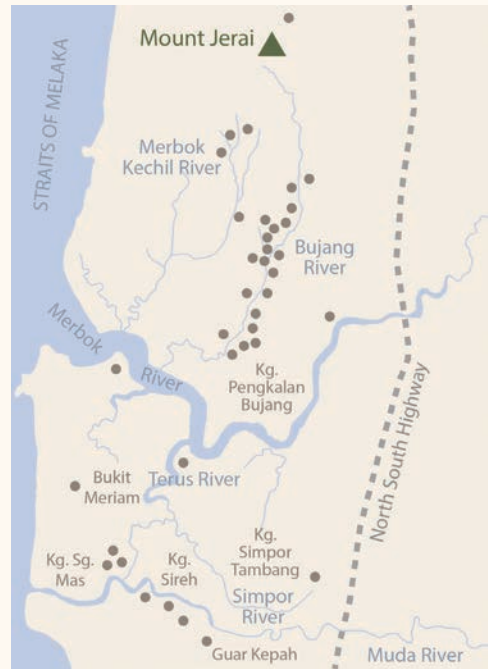 Mount Jerai
STRAITS OF MELAKA
Merbok
Kechil River
Bujang
River
Merbok
River
Kg.
Pengkalan
Bujang
North South Highway
Terus River
Bukit
Meriam
Kg.
Simpor
Tambang
Kg. Sg.
Mas
Kg.
Sireh
Simpor
River
Guar Kepah
Muda River